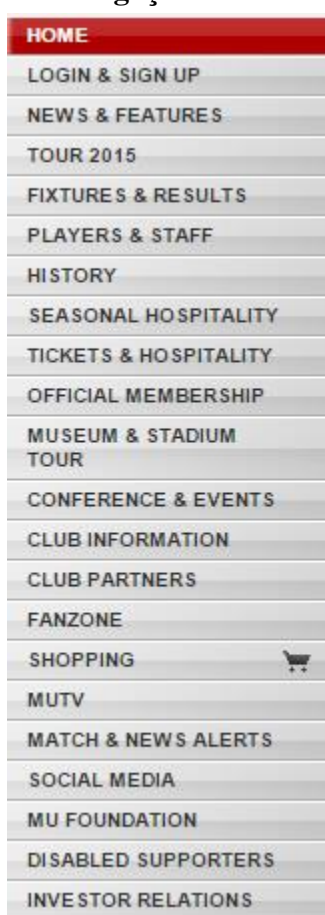 HOME
LOGIN & SIGN UP
NEWS & FEATURES
TOUR 2015
FIXTURES & RESULTS
PLAYERS & STAFF
HISTORY
SEASONAL HOSPITALITY
TICKETS & HOSPITALITY
OFFICIAL MEMBERSHIP
MUSEUM & STADIUM
TOUR
CONFERENCE & EVENTS
CLUB INFORMATION
CLUB PARTNERS
FANZONE
SHOPPING
MUTV
MATCH & NEWS ALERTS
SOCIAL MEDIA
MU FOUNDATION
DISABLED SUPPORTERS
INVESTOR RELATIONS